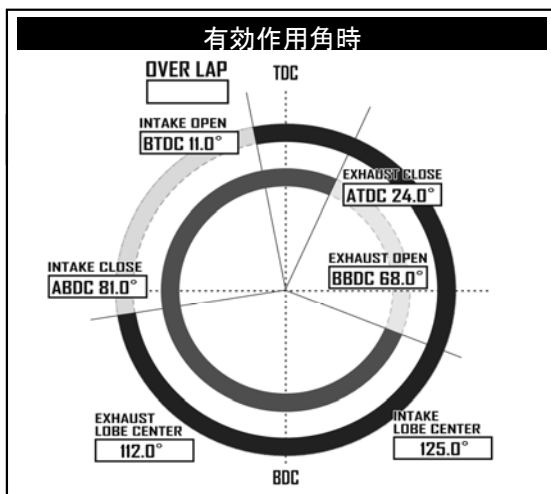 有効作用角時
OVER LAP
TDC
INTAKE OPEN
BTDC 11.0°
EXHAUST CLOSE
ATDC 24.0°
INTAKE CLOSE
ABDC 81.0°
EXHAUST OPEN
BBDC 68.0°
EXHAUST
LOBE CENTER
112.0°
INTAKE
LOBE CENTER
125.0°
BDC